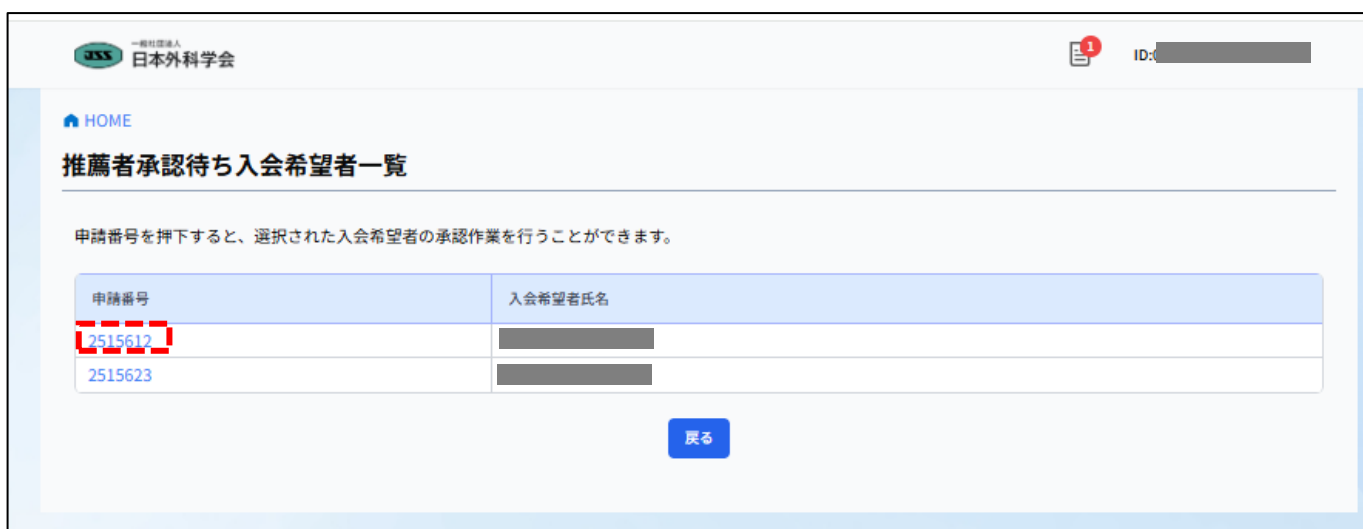 JSS
一般社団法人
日本外科学会
1
ID:0
HOME
推薦者承認待ち入会希望者一覧
申請番号を押下すると、選択された入会希望者の承認作業を行うことができます。
申請番号 入会希望者氏名
2515612
2515623
戻る